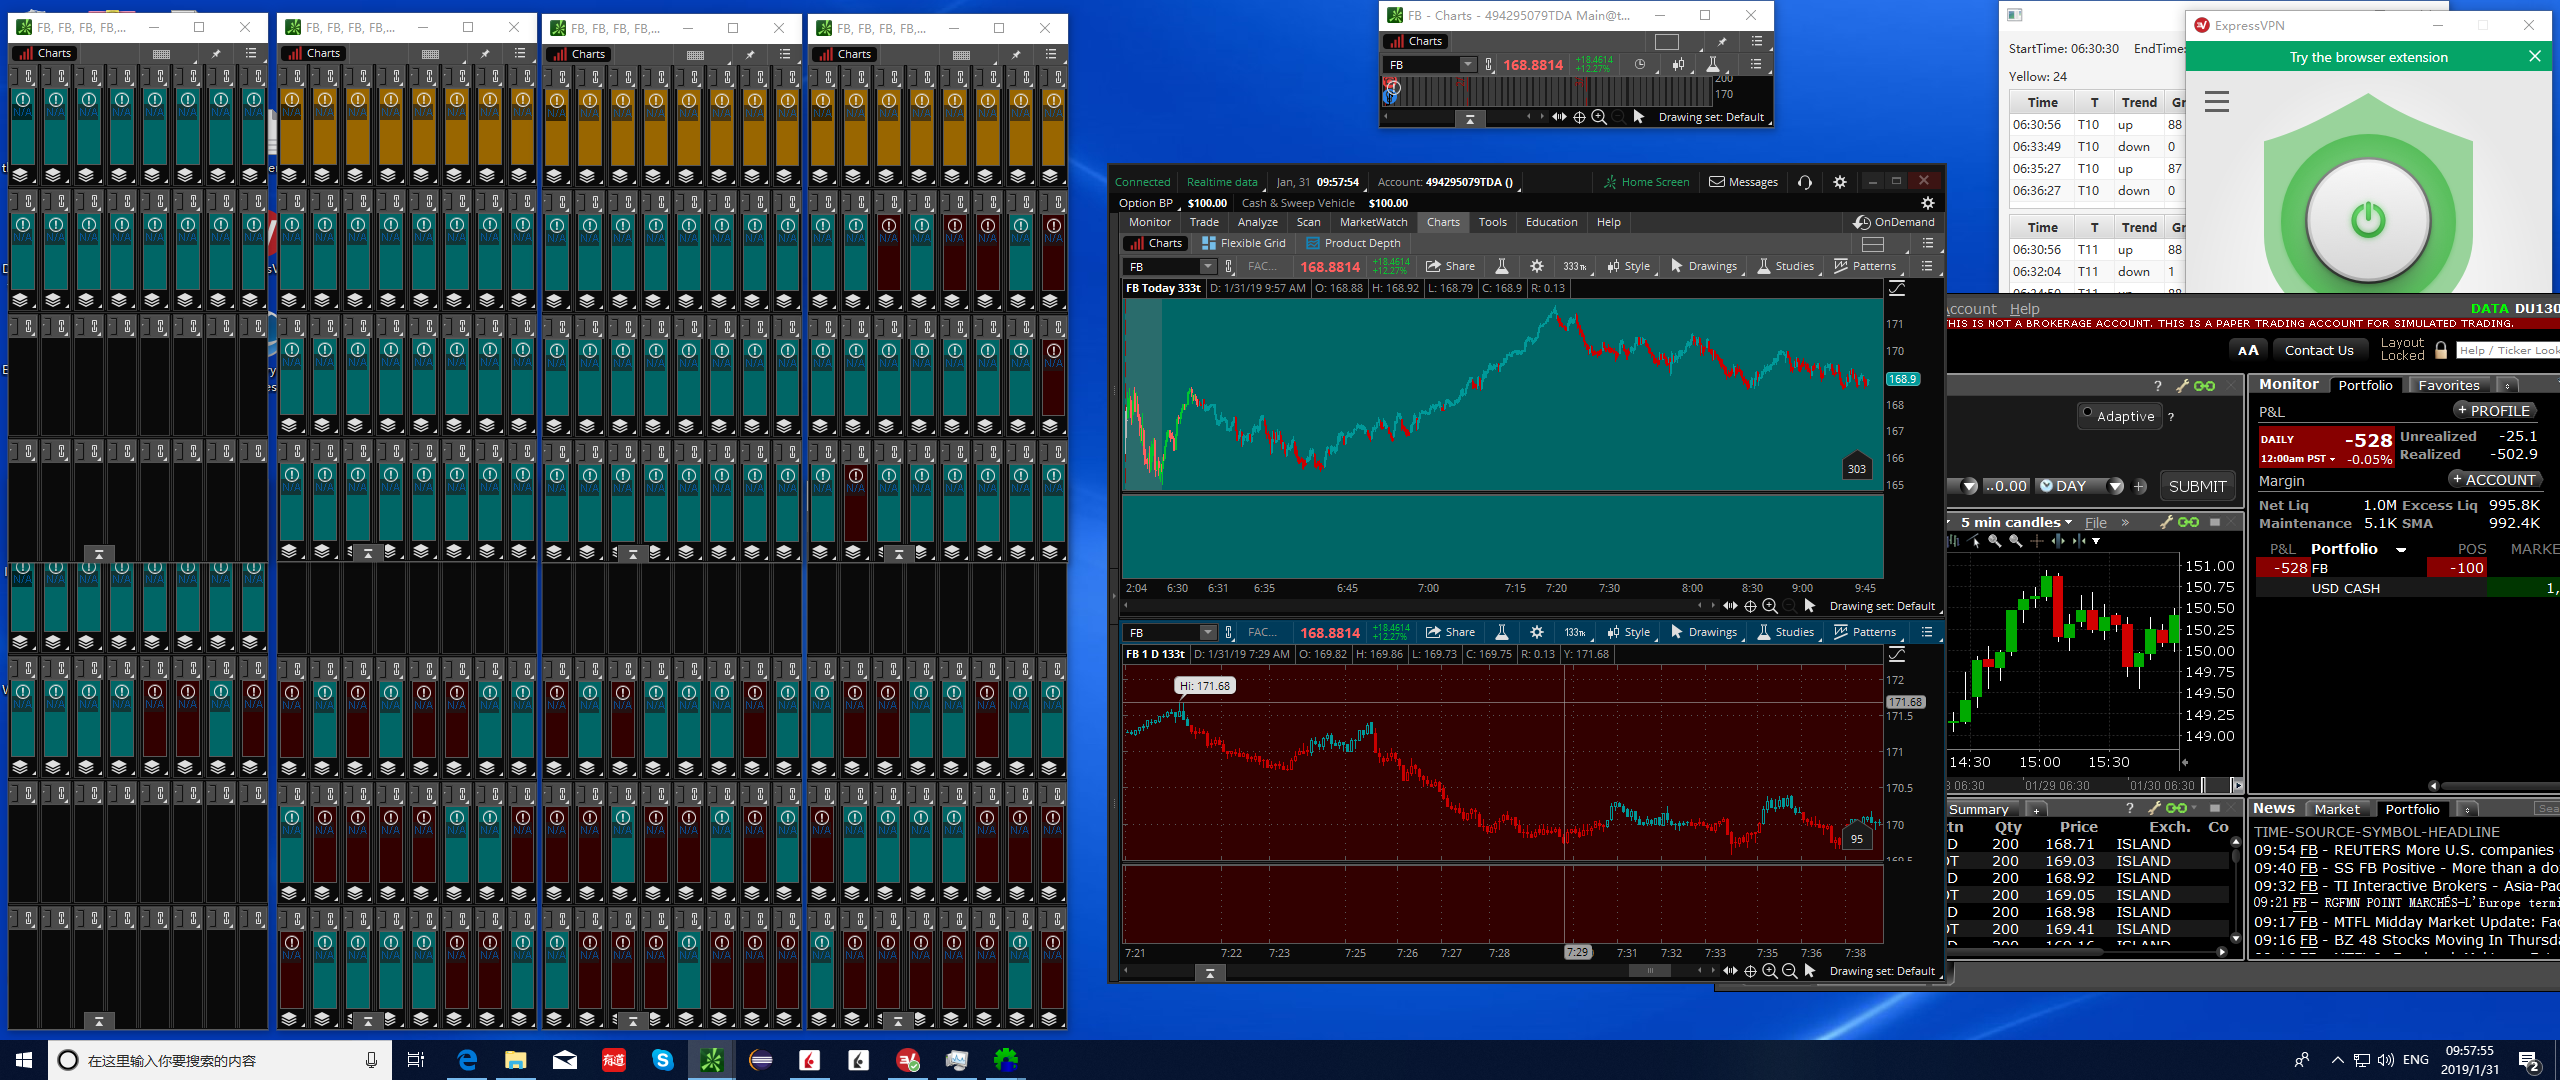 FB, FB, FB, FB,...
FB, FB, FB, FB,...
FB, FB, FB, FB,...
FB, FB, FB, FB,...
Charts
Charts
Charts
Charts
FB - Charts - 494295079TDA Main@t...
Charts
FB
168.8814
+18.4614
+12.27%
200
170
Drawing set: Default
StartTime: 06:30:30 EndTime:
Yellow: 24
Time T Trend Gr
06:30:56 T10 up 88
06:33:49 T10 down 0
06:35:27 T10 up 87
06:36:27 T10 down 0
Time T Trend Gr
06:30:56 T11 up 88
06:32:04 T11 down 1
ExpressVPN
Try the browser extension
Connected Realtime data Jan, 31 09:57:54 Account: 494295079TDA () Home Screen Messages
Option BP $100.00 Cash & Sweep Vehicle $100.00
Monitor Trade Analyze Scan MarketWatch Charts Tools Education Help OnDemand
Charts Flexible Grid Product Depth
FB FAC... 168.8814 +18.4614 +12.27% Share 333Tk Style Drawings Studies Patterns
FB Today 333t D: 1/31/19 9:57 AM O: 168.88 H: 168.92 L: 168.79 C: 168.9 R: 0.13
171
170
168.9
168
167
166
165
303
2:04 6:30 6:31 6:35 6:45 7:00 7:15 7:20 7:30 8:00 8:30 9:00 9:45
Drawing set: Default
FB FAC... 168.8814 +18.4614 +12.27% Share 133Tk Style Drawings Studies Patterns
FB 1 D 133t D: 1/31/19 7:29 AM O: 169.82 H: 169.86 L: 169.73 C: 169.75 R: 0.13 Y: 171.68
Hi: 171.68
172
171.68
171.5
171
170.5
170
169.5
95
7:21 7:22 7:23 7:25 7:26 7:27 7:28 7:29 7:31 7:32 7:33 7:35 7:36 7:38
Drawing set: Default
Account Help DATA DU130
THIS IS NOT A BROKERAGE ACCOUNT. THIS IS A PAPER TRADING ACCOUNT FOR SIMULATED TRADING.
AA Contact Us Layout Locked Help / Ticker Look
Adaptive ?
..0.00 DAY + SUBMIT
5 min candles File »
151.00
150.75
150.50
150.25
150.00
149.75
149.50
149.25
149.00
14:30 15:00 15:30
06:30 01/29 06:30 01/30 06:30
Monitor Portfolio Favorites
P&L + PROFILE
DAILY -528 Unrealized -25.1
12:00am PST -0.05% Realized -502.9
Margin + ACCOUNT
Net Liq 1.0M Excess Liq 995.8K
Maintenance 5.1K SMA 992.4K
P&L Portfolio POS MARKE
-528 FB -100
USD CASH 1,
Summary +
Qty Price Exch. Co
200 168.71 ISLAND
200 169.03 ISLAND
200 168.92 ISLAND
200 169.05 ISLAND
200 168.98 ISLAND
200 169.41 ISLAND
200 169.16 ISLAND
News Market Portfolio
TIME-SOURCE-SYMBOL-HEADLINE
09:54 FB - REUTERS More U.S. companies
09:40 FB - SS FB Positive - More than a do
09:32 FB - TI Interactive Brokers - Asia-Pac
09:21 FB - RGFMN POINT MARCHÉS-L'Europe termi
09:17 FB - MTFL Midday Market Update: Fac
09:16 FB - BZ 48 Stocks Moving In Thursda
在这里输入你要搜索的内容
有道
ENG
09:57:55
2019/1/31
2